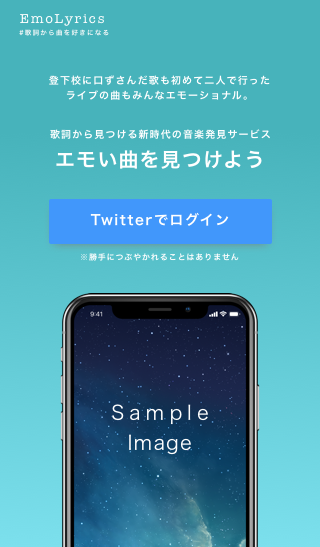 EmoLyrics
#歌詞から曲を好きになる
登下校に口ずさんだ歌も初めて二人で行った
ライブの曲もみんなエモーショナル。
歌詞から見つける新時代の音楽発見サービス
エモい曲を見つけよう
Twitterでログイン
※勝手につぶやかれることはありません
9:41
Sample
Image